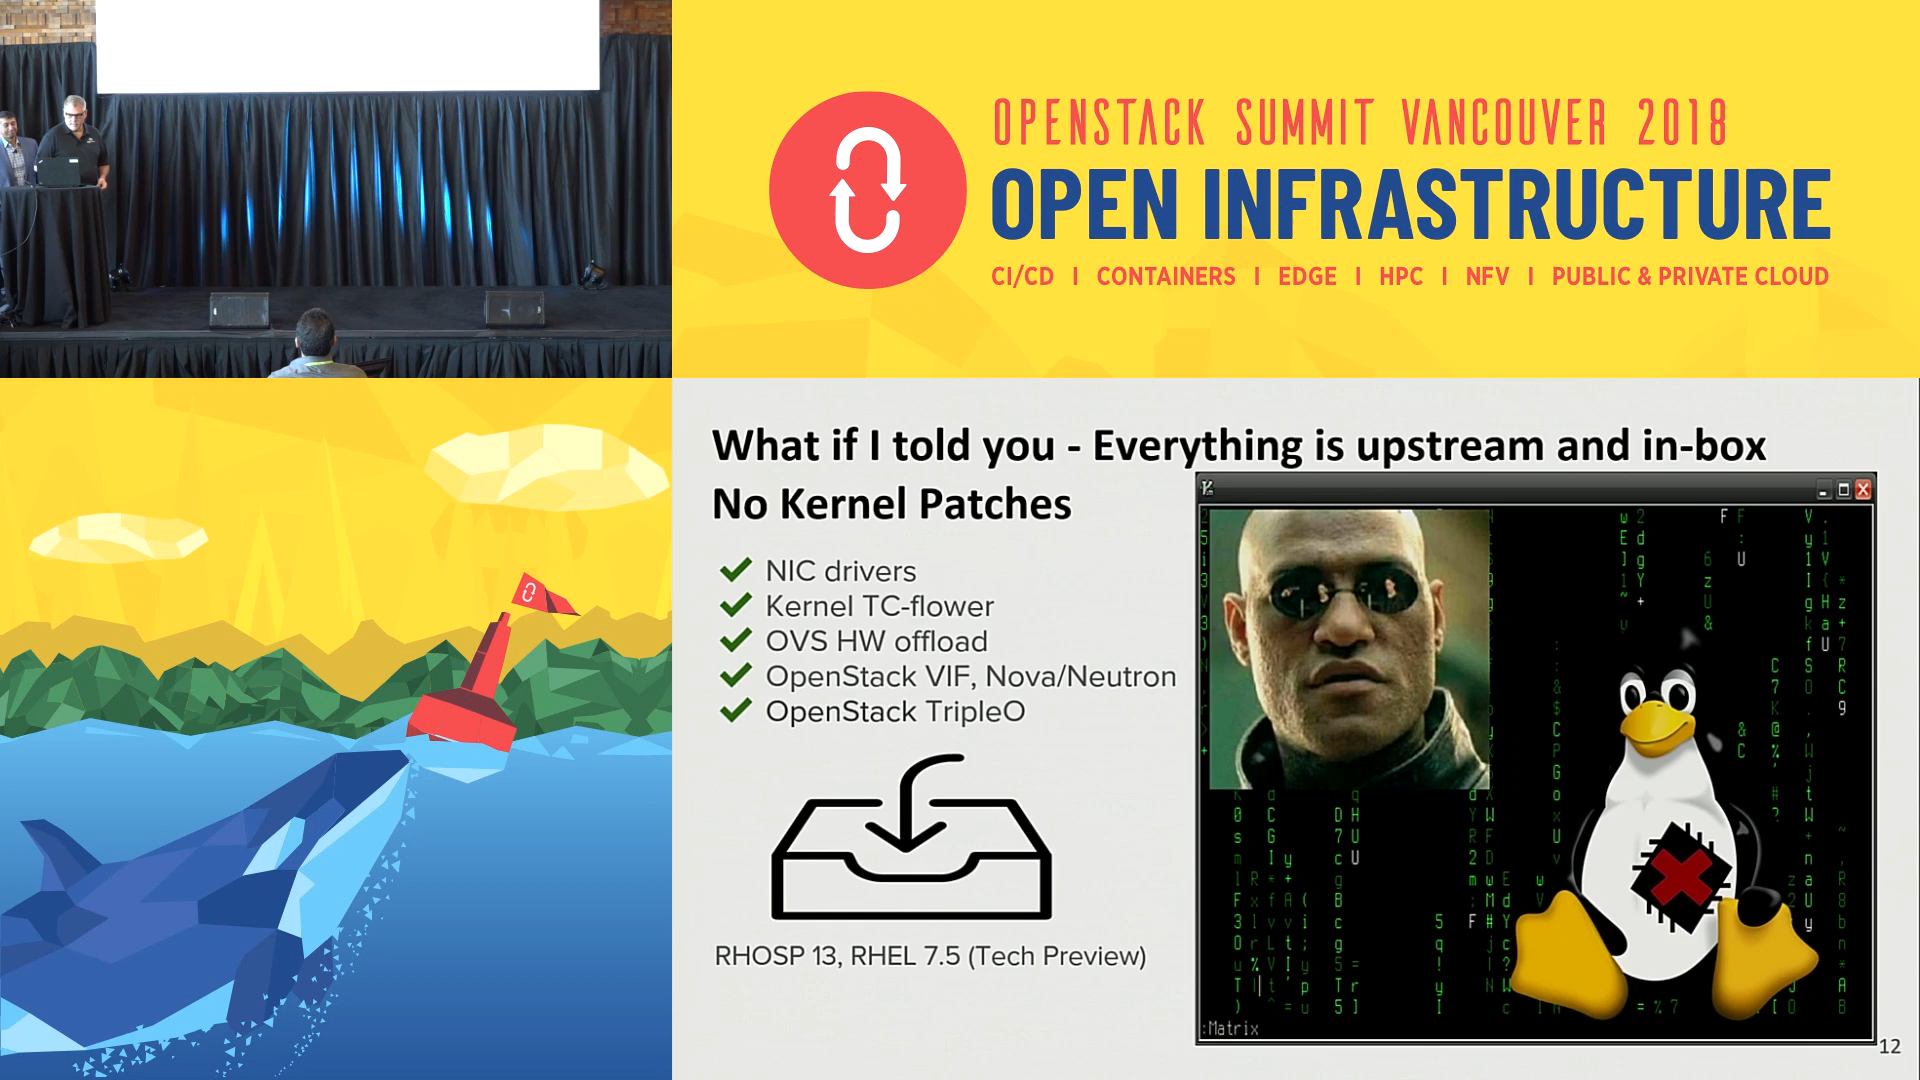 OPENSTACK SUMMIT VANCOUVER 2018
OPEN INFRASTRUCTURE
CI/CD | CONTAINERS | EDGE | HPC | NFV | PUBLIC & PRIVATE CLOUD
What if I told you - Everything is upstream and in-box
No Kernel Patches
NIC drivers
Kernel TC-flower
OVS HW offload
OpenStack VIF, Nova/Neutron
OpenStack TripleO
RHOSP 13, RHEL 7.5 (Tech Preview)
:Matrix
12